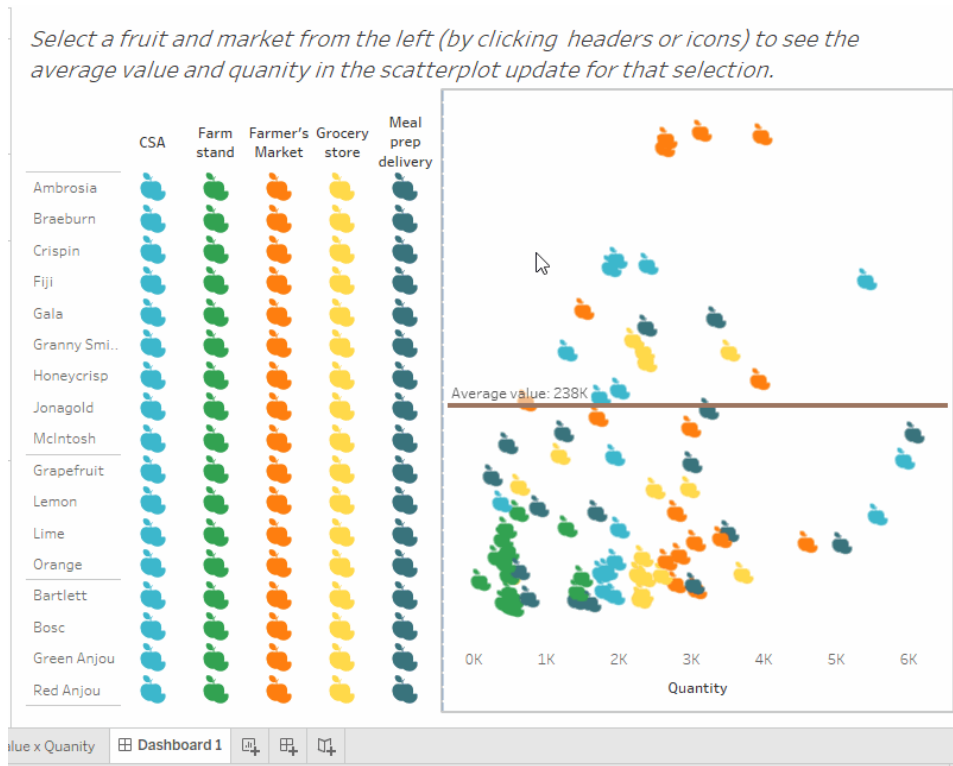 Select a fruit and market from the left (by clicking headers or icons) to see the
average value and quanity in the scatterplot update for that selection.
CSA
Farm
stand
Farmer's
Market
Grocery
store
Meal
prep
delivery
Ambrosia
Braeburn
Crispin
Fiji
Gala
Granny Smi..
Honeycrisp
Jonagold
McIntosh
Grapefruit
Lemon
Lime
Orange
Bartlett
Bosc
Green Anjou
Red Anjou
Average value: 238K
0K 1K 2K 3K 4K 5K 6K
Quantity
alue x Quanity
Dashboard 1